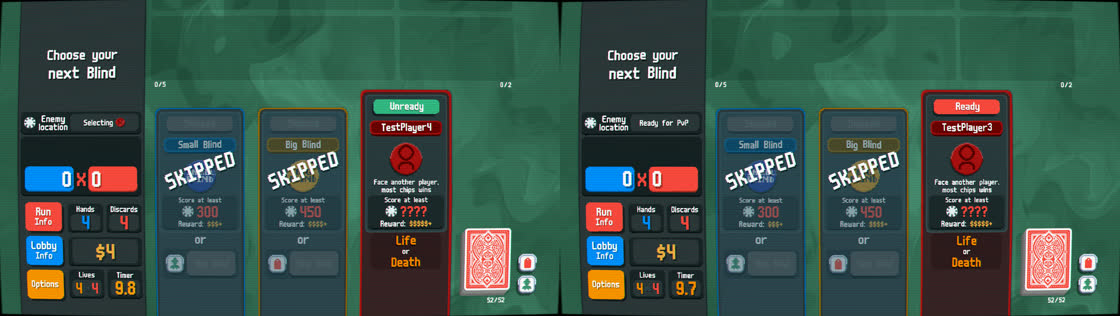 Choose your
next Blind
Enemy
location
Selecting
0 X 0
Run
Info
Hands
4
Discards
4
Lobby
Info
$4
Options
Lives
4 - 4
Timer
9.8
0/5
0/2
Small Blind
SKIPPED
Score at least
300
Reward: $$$+
or
Big Blind
SKIPPED
Score at least
450
Reward: $$$$+
or
Unready
TestPlayer4
Face another player,
most chips wins
Score at least
????
Reward: $$$$$+
Life
or
Death
52/52
Choose your
next Blind
Enemy
location
Ready for PvP
0 X 0
Run
Info
Hands
4
Discards
4
Lobby
Info
$4
Options
Lives
4 - 4
Timer
9.7
0/5
0/2
Small Blind
SKIPPED
Score at least
300
Reward: $$$+
or
Big Blind
SKIPPED
Score at least
450
Reward: $$$$+
or
Ready
TestPlayer3
Face another player,
most chips wins
Score at least
????
Reward: $$$$$+
Life
or
Death
52/52